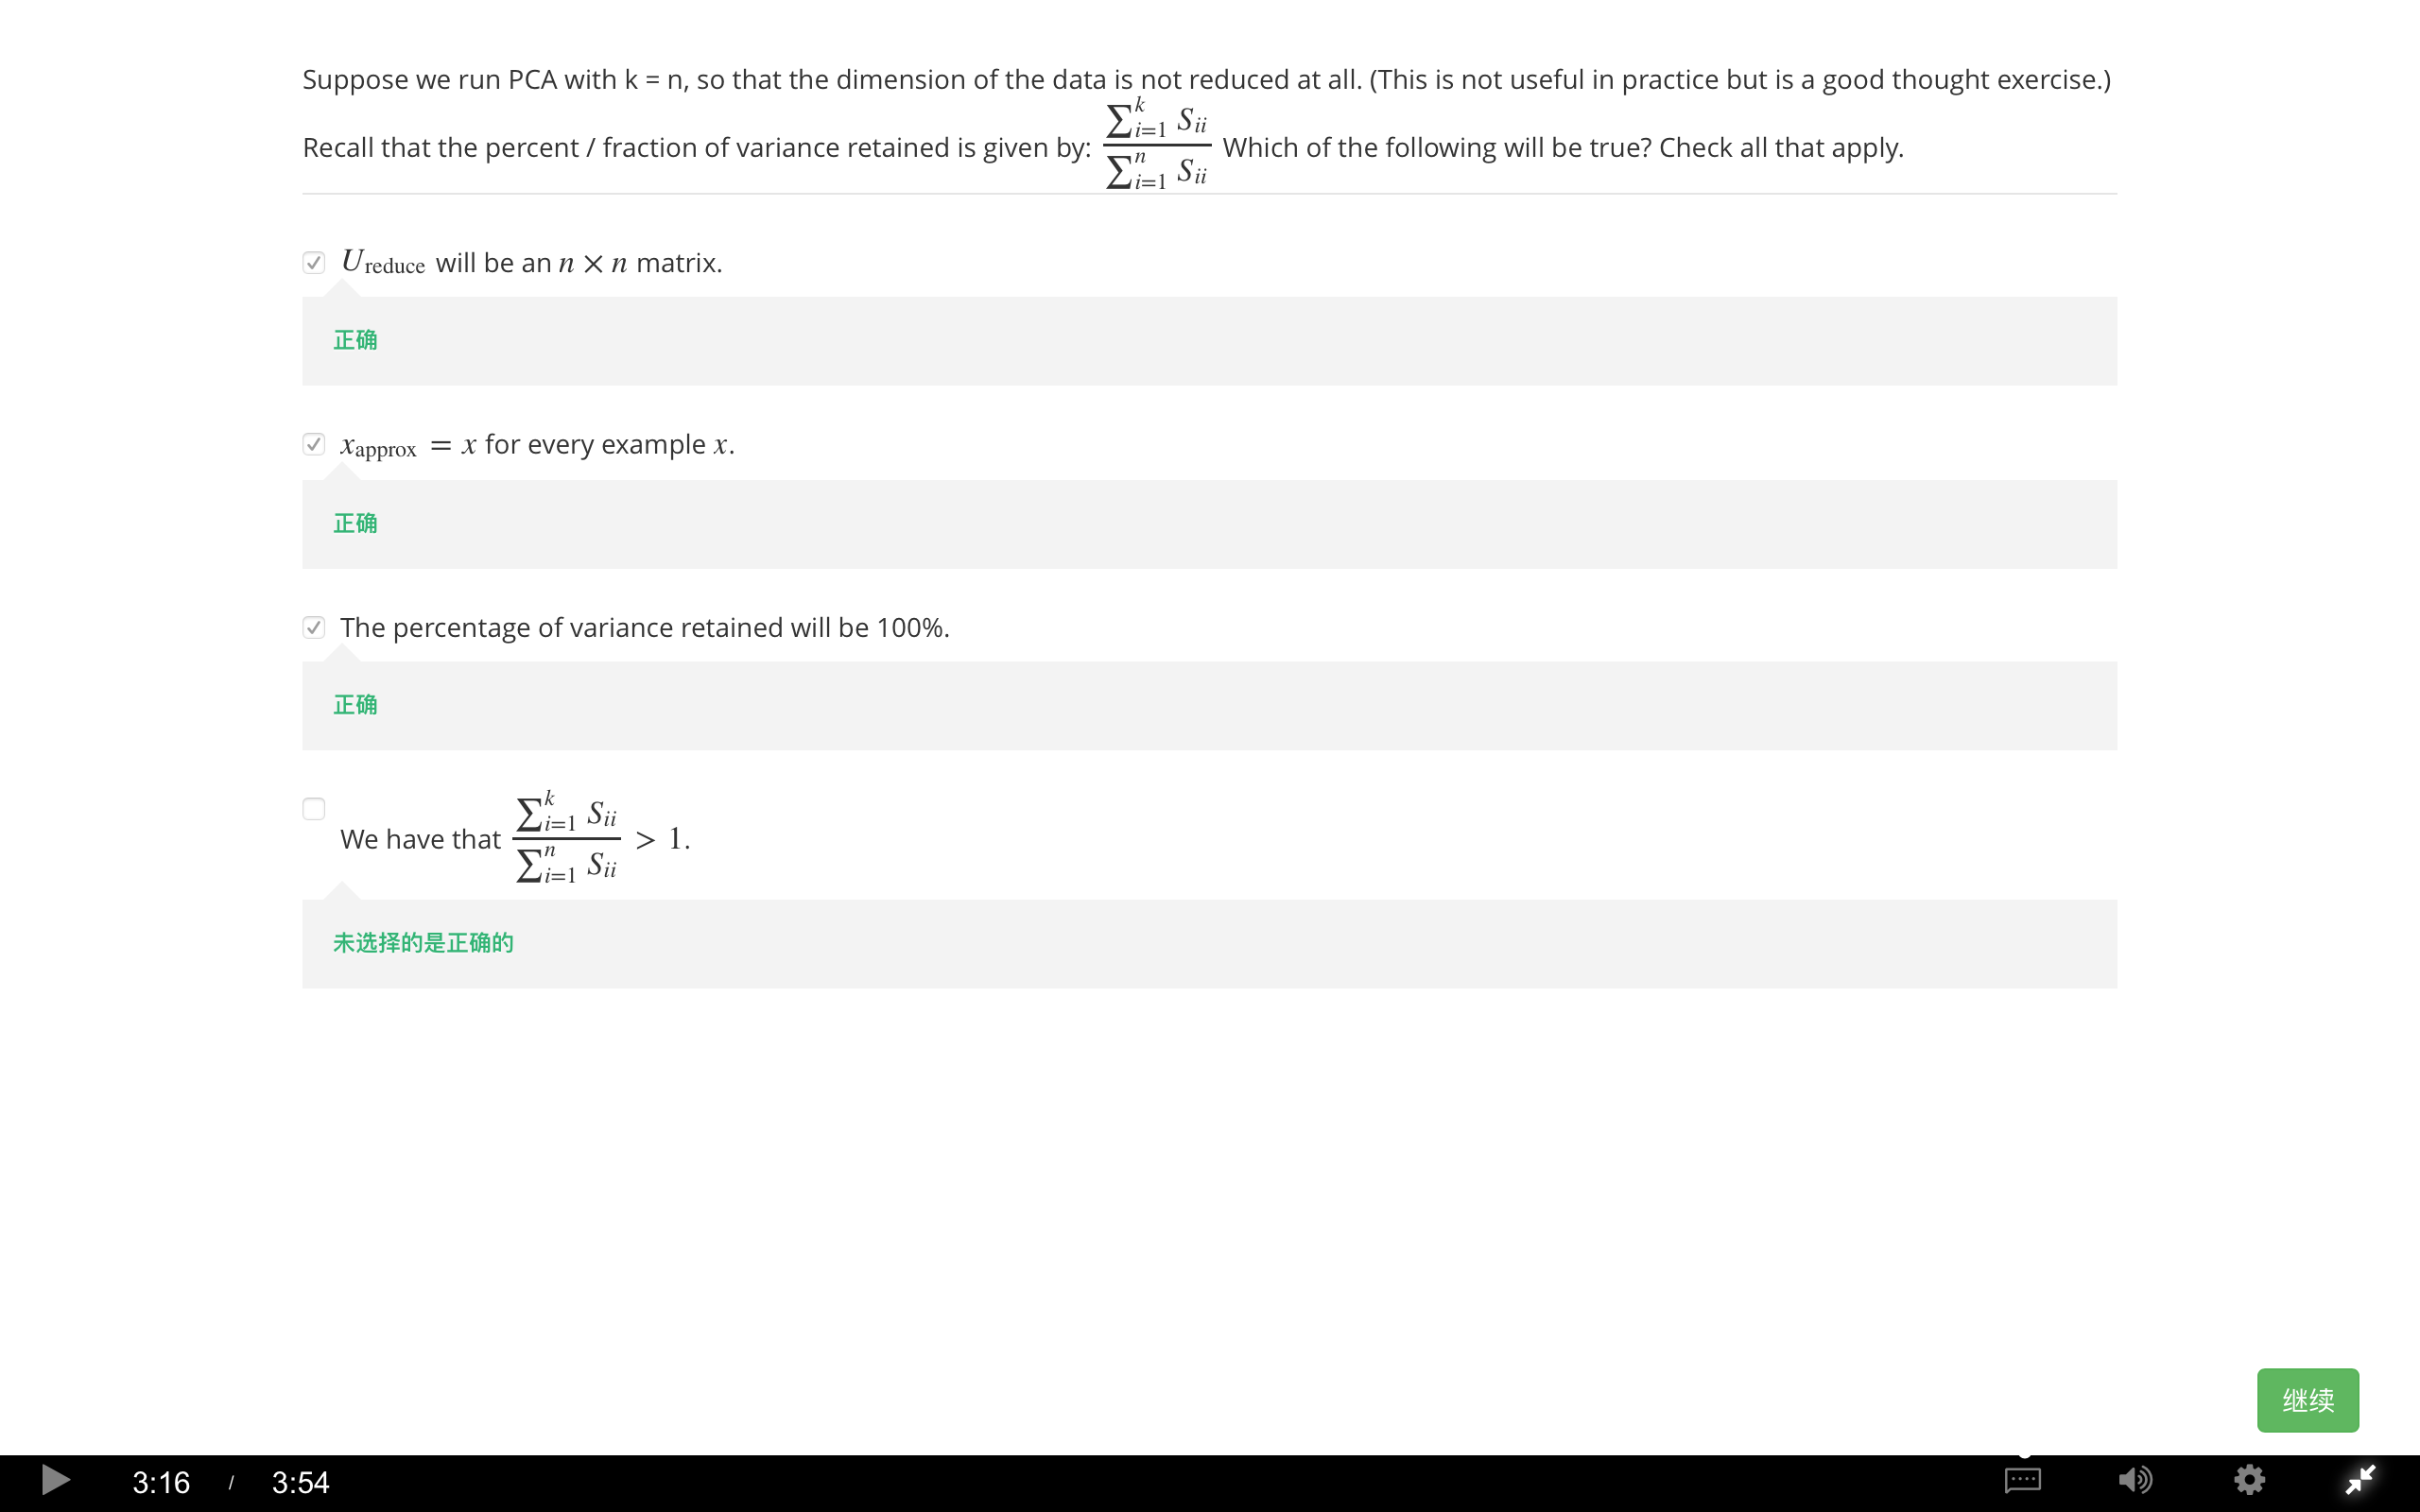 Suppose we run PCA with k = n, so that the dimension of the data is not reduced at all. (This is not useful in practice but is a good thought exercise.)
Recall that the percent / fraction of variance retained is given by: $\frac{\sum_{i=1}^{k} S_{ii}}{\sum_{i=1}^{n} S_{ii}}$ Which of the following will be true? Check all that apply.
$U_{\text{reduce}}$ will be an $n \times n$ matrix.
正确
$x_{\text{approx}} = x$ for every example $x$.
正确
The percentage of variance retained will be 100%.
正确
We have that $\frac{\sum_{i=1}^{k} S_{ii}}{\sum_{i=1}^{n} S_{ii}} > 1$.
未选择的是正确的
继续
3:16 / 3:54